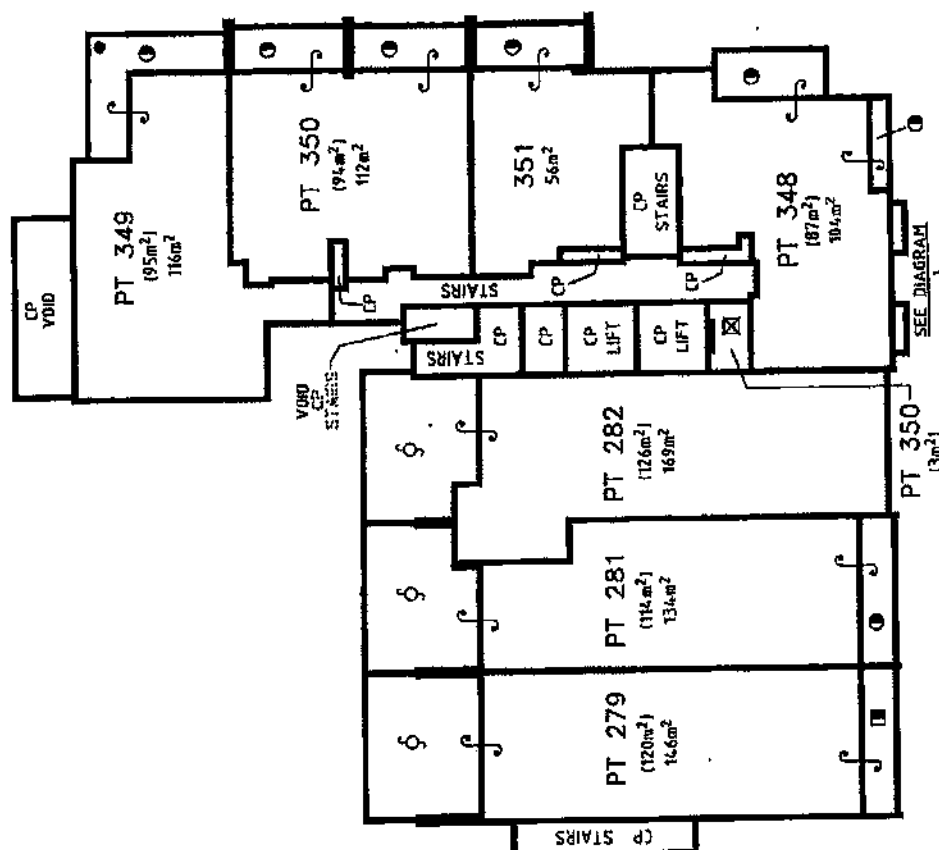 CP
VOID
PT 349
(95m²)
116m²
PT 350
(94m²)
112m²
351
56m²
CP
STAIRS
PT 348
(87m²)
104m²
CP
STAIRS
CP
CP
SEE DIAGRAM
VOID
CP
STAIRS
STAIRS
CP
CP
CP
LIFT
CP
LIFT
PT 350
(3m²)
PT 282
(126m²)
169m²
PT 281
(114m²)
134m²
PT 279
(120m²)
146m²
CP STAIRS